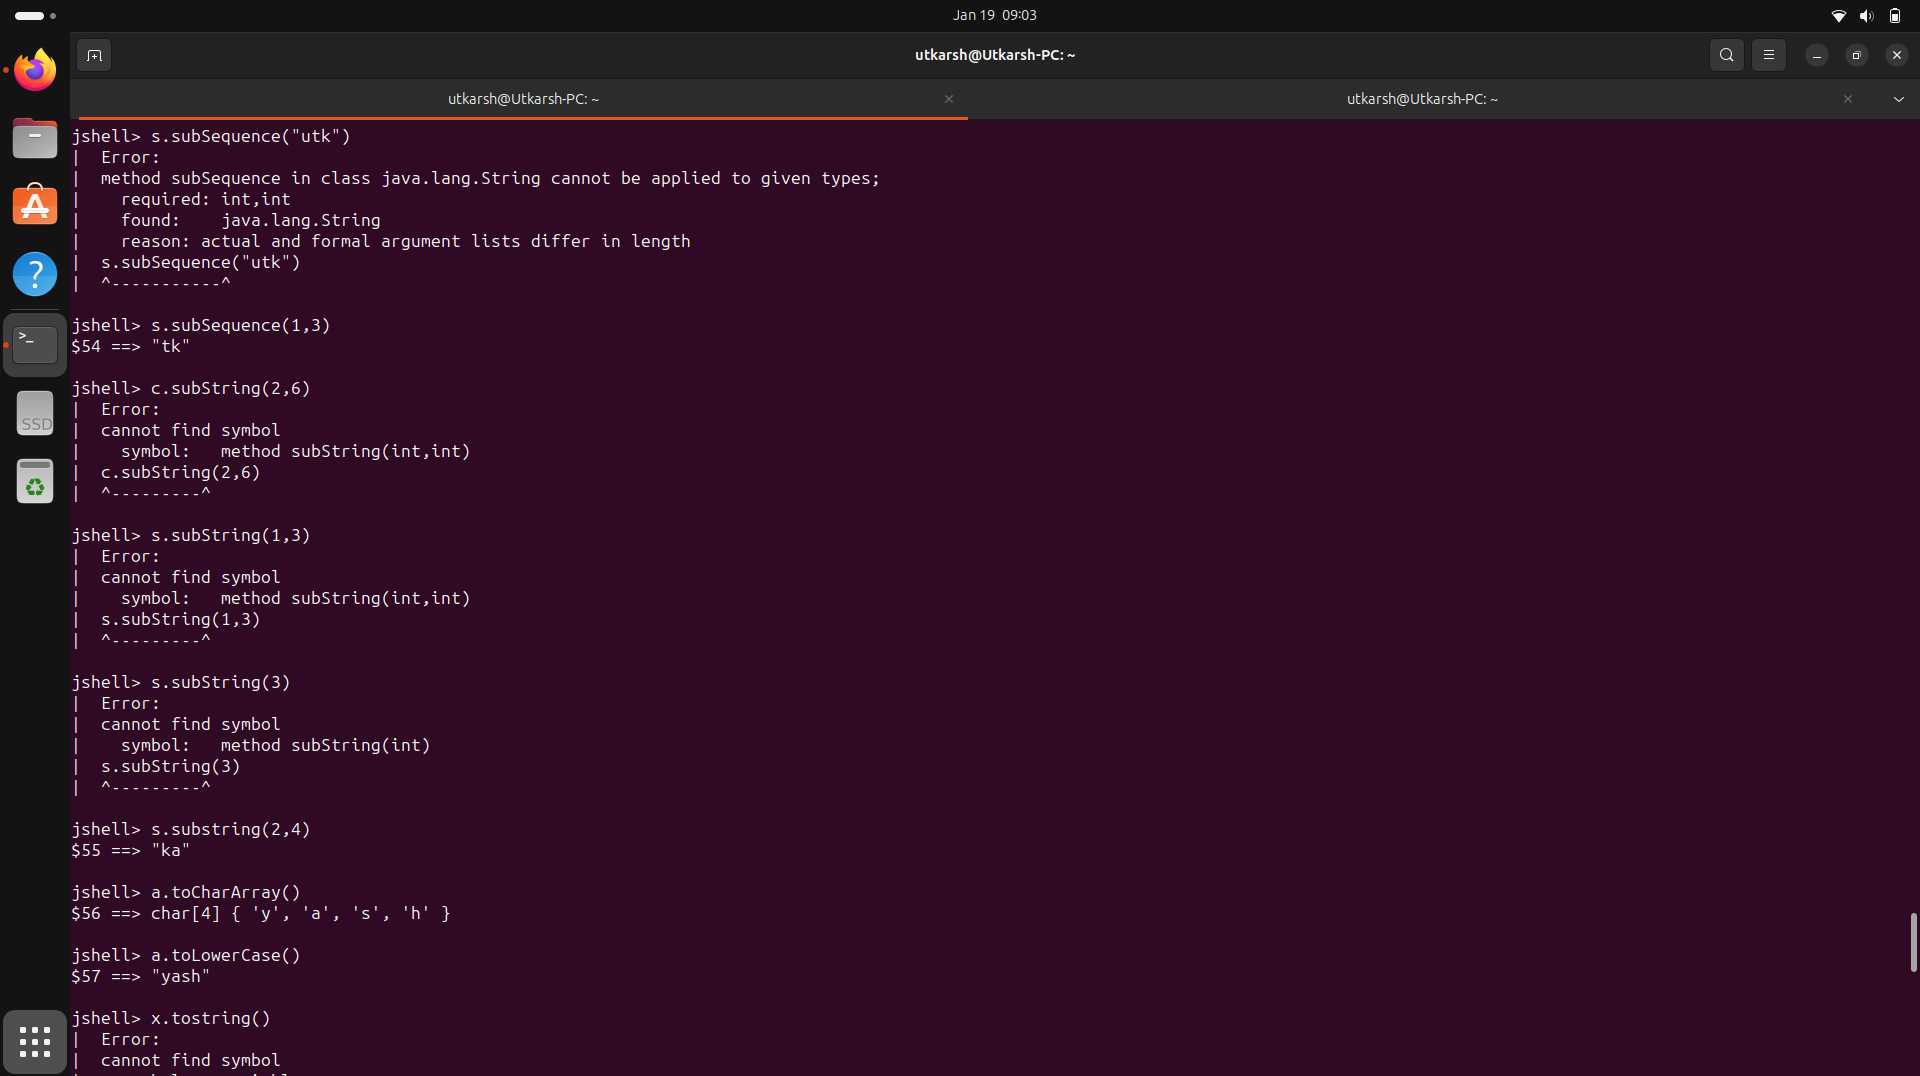 Jan 19 09:03
utkarsh@Utkarsh-PC: ~
utkarsh@Utkarsh-PC: ~
utkarsh@Utkarsh-PC: ~
jshell> s.subSequence("utk")
|  Error:
|  method subSequence in class java.lang.String cannot be applied to given types;
|    required: int,int
|    found:    java.lang.String
|    reason: actual and formal argument lists differ in length
|  s.subSequence("utk")
|  ^-----------^
jshell> s.subSequence(1,3)
$54 ==> "tk"
jshell> c.subString(2,6)
|  Error:
|  cannot find symbol
|    symbol:   method subString(int,int)
|  c.subString(2,6)
|  ^---------^
jshell> s.subString(1,3)
|  Error:
|  cannot find symbol
|    symbol:   method subString(int,int)
|  s.subString(1,3)
|  ^---------^
jshell> s.subString(3)
|  Error:
|  cannot find symbol
|    symbol:   method subString(int)
|  s.subString(3)
|  ^---------^
jshell> s.substring(2,4)
$55 ==> "ka"
jshell> a.toCharArray()
$56 ==> char[4] { 'y', 'a', 's', 'h' }
jshell> a.toLowerCase()
$57 ==> "yash"
jshell> x.tostring()
|  Error:
|  cannot find symbol
SSD